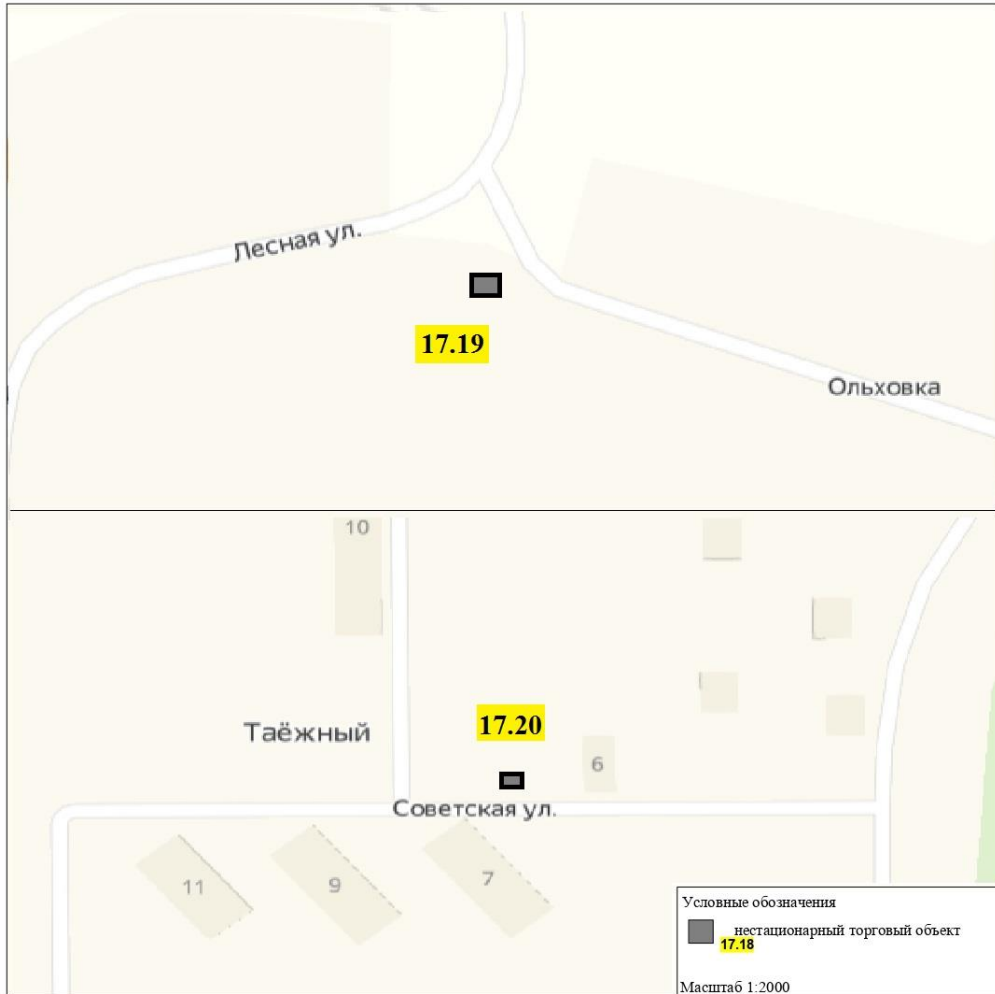 Лесная ул.
17.19
Ольховка
10
17.20
Таёжный
6
Советская ул.
11
9
7
Условные обозначения
нестационарный торговый объект
17.18
Масштаб 1:2000